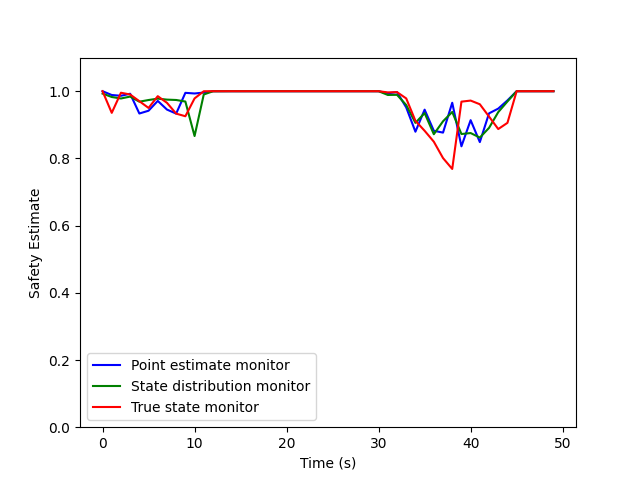 1.0
0.8
0.6
0.4
0.2
0.0
Safety Estimate
Point estimate monitor
State distribution monitor
True state monitor
0 10 20 30 40 50
Time (s)